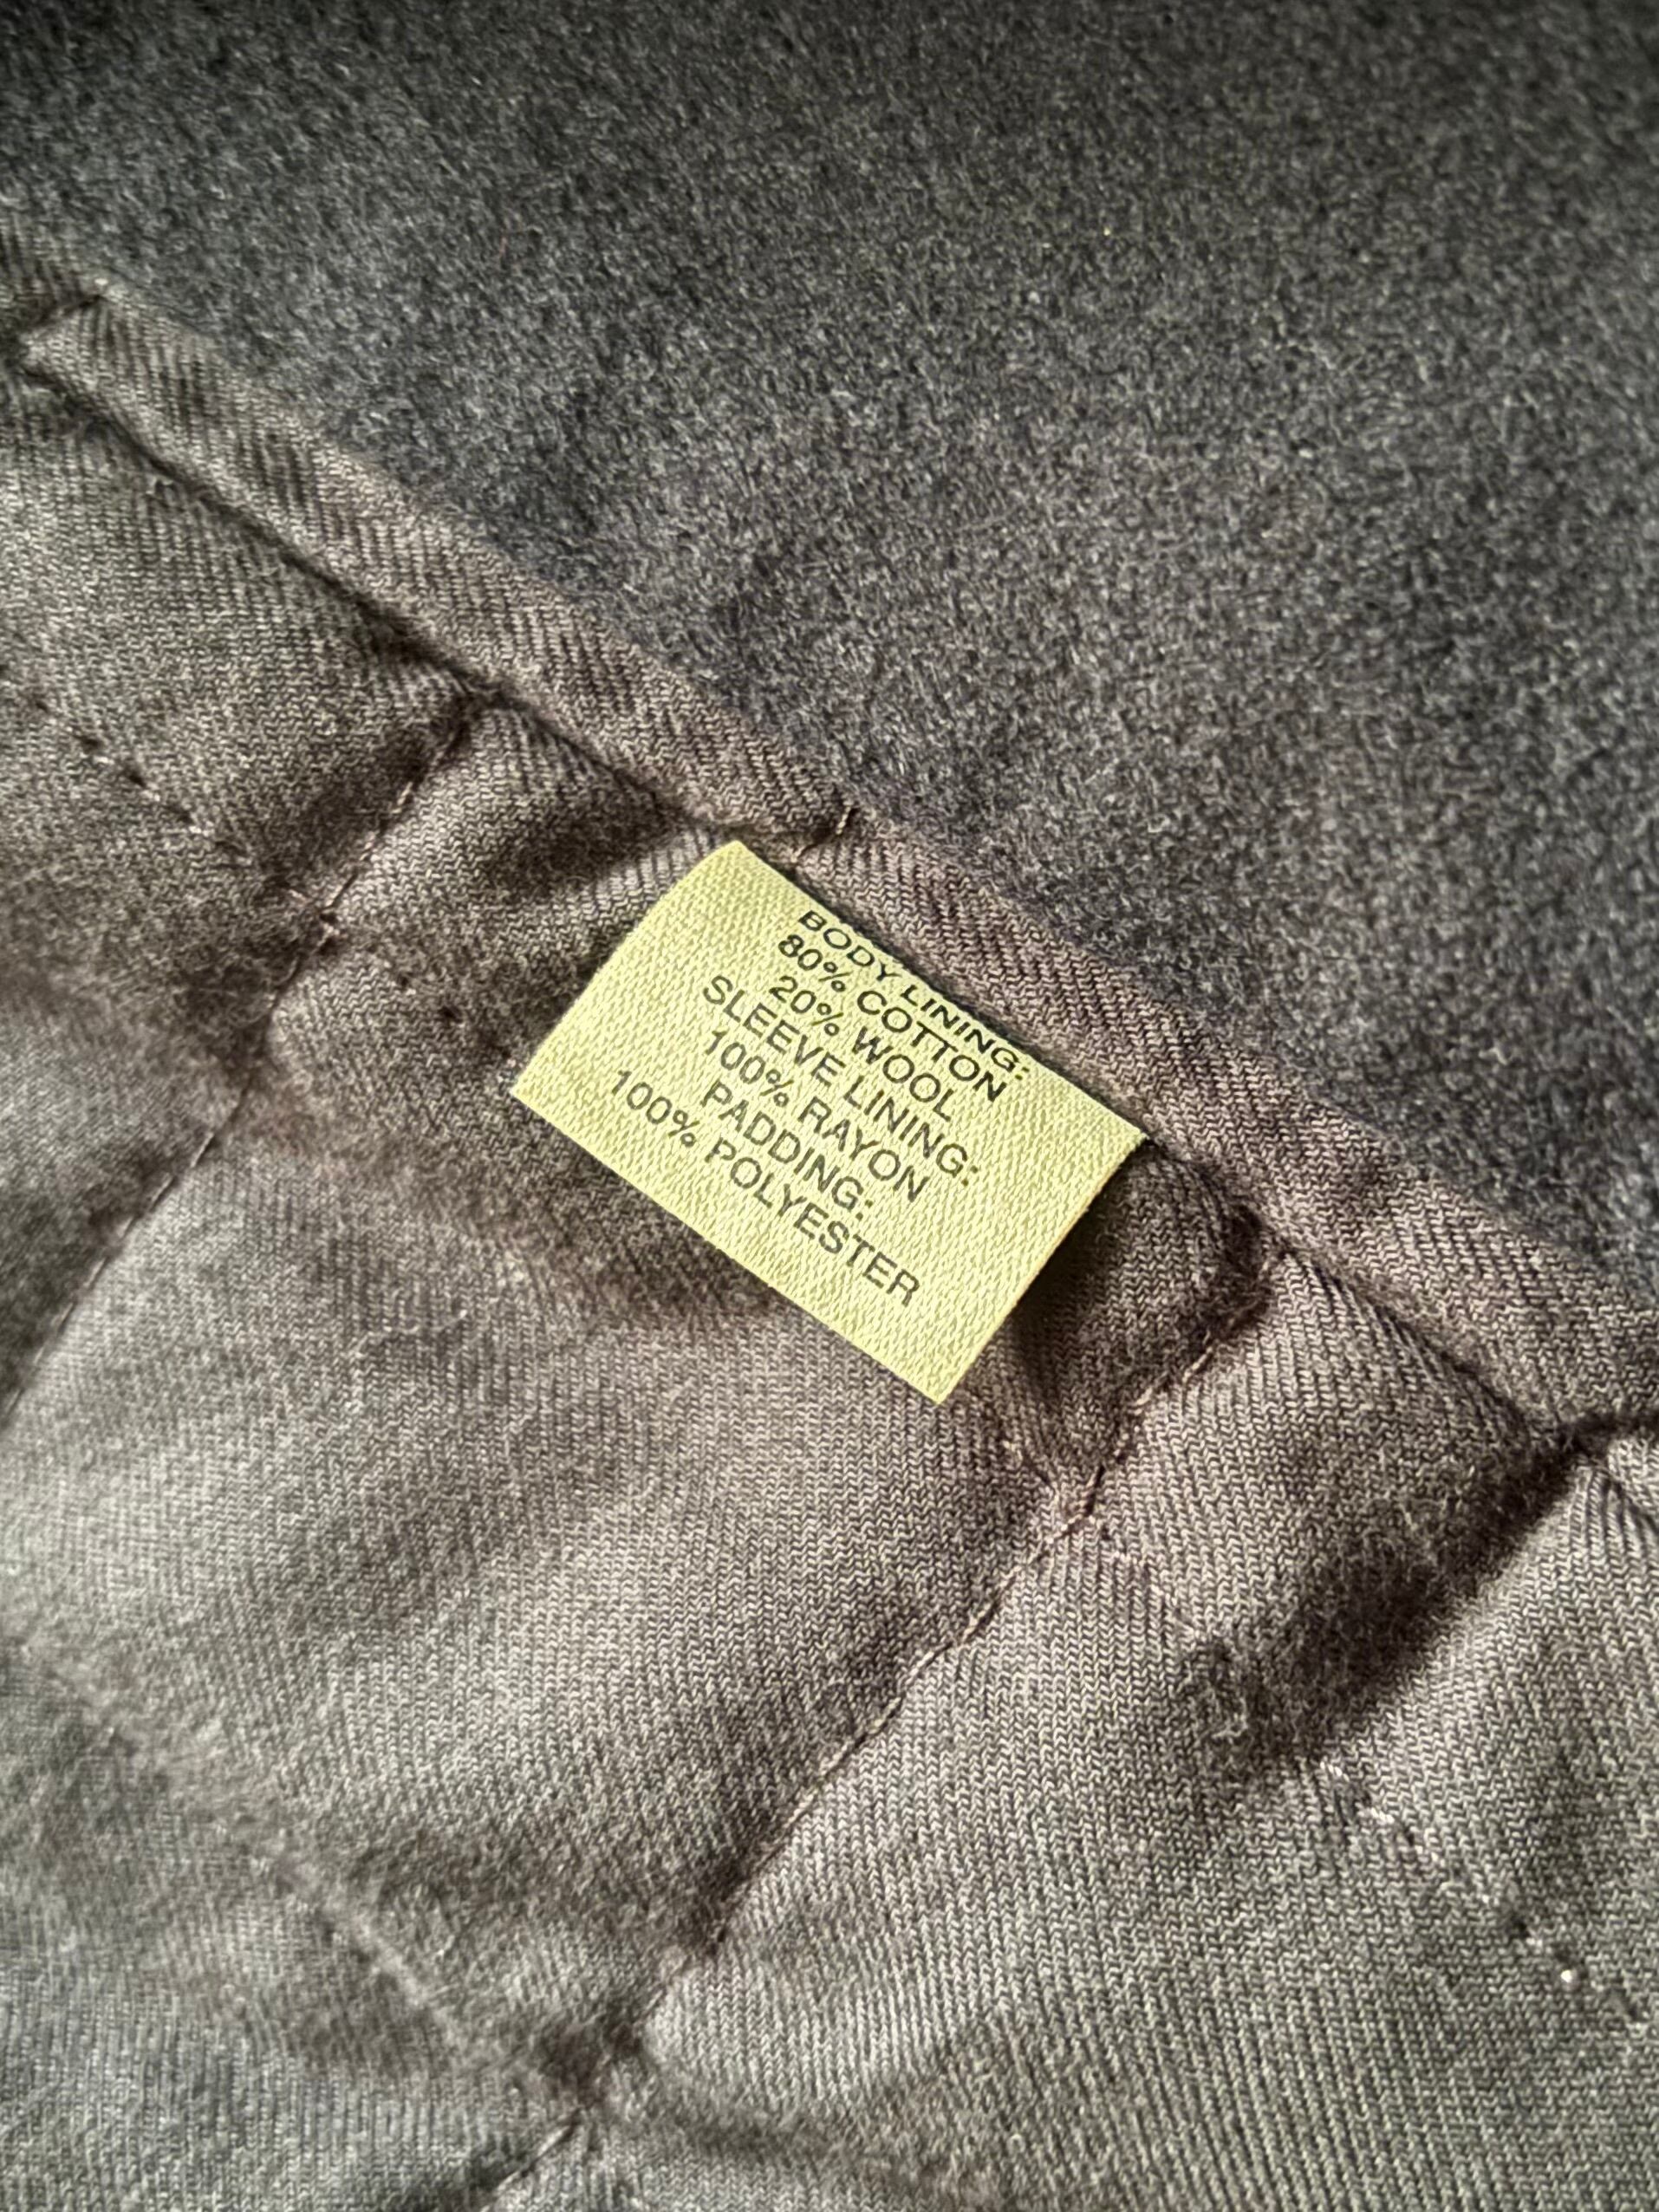 BODY LINING:
80% COTTON
20% WOOL
SLEEVE LINING:
100% RAYON
PADDING:
100% POLYESTER